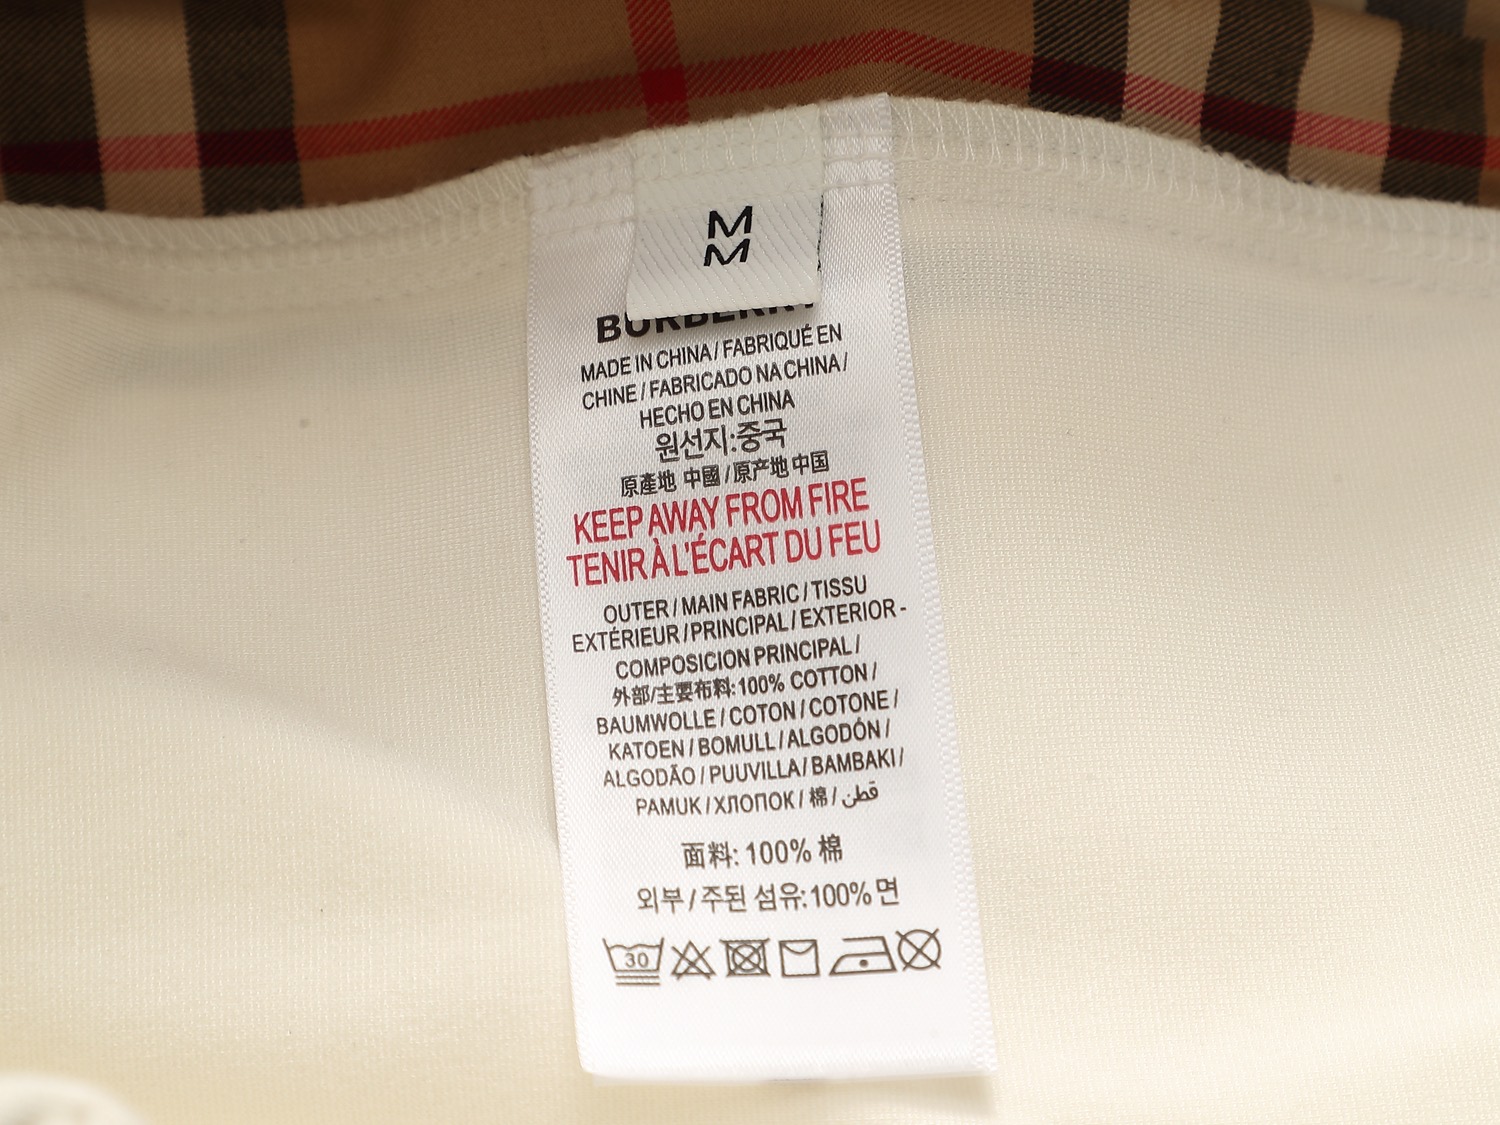 M
M
BURBERRY
MADE IN CHINA / FABRIQUÉ EN
CHINE / FABRICADO NA CHINA /
HECHO EN CHINA
원선지:중국
原產地 中國 / 原产地 中国
KEEP AWAY FROM FIRE
TENIR À L'ÉCART DU FEU
OUTER / MAIN FABRIC / TISSU
EXTÉRIEUR / PRINCIPAL / EXTERIOR -
COMPOSICION PRINCIPAL /
外部/主要布料:100% COTTON /
BAUMWOLLE / COTON / COTONE /
KATOEN / BOMULL / ALGODÓN /
ALGODÃO / PUUVILLA / BAMBAKI /
PAMUK / ХЛОПОК / 棉 / قطن
面料: 100% 棉
외부 / 주된 섬유:100% 면
30